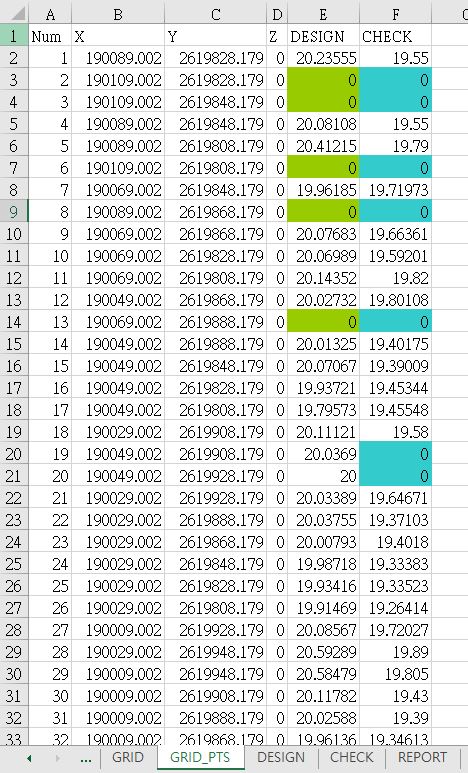 A B C D E F
1 Num X Y Z DESIGN CHECK
2 1 190089.002 2619828.179 0 20.23555 19.55
3 2 190109.002 2619828.179 0 0 0
4 3 190109.002 2619848.179 0 0 0
5 4 190089.002 2619848.179 0 20.08108 19.55
6 5 190089.002 2619808.179 0 20.41215 19.79
7 6 190109.002 2619808.179 0 0 0
8 7 190069.002 2619848.179 0 19.96185 19.71973
9 8 190089.002 2619868.179 0 0 0
10 9 190069.002 2619868.179 0 20.07683 19.66361
11 10 190069.002 2619828.179 0 20.06989 19.59201
12 11 190069.002 2619808.179 0 20.14352 19.82
13 12 190049.002 2619868.179 0 20.02732 19.80108
14 13 190069.002 2619888.179 0 0 0
15 14 190049.002 2619888.179 0 20.01325 19.40175
16 15 190049.002 2619848.179 0 20.07067 19.39009
17 16 190049.002 2619828.179 0 19.93721 19.45344
18 17 190049.002 2619808.179 0 19.79573 19.45548
19 18 190029.002 2619908.179 0 20.11121 19.58
20 19 190049.002 2619908.179 0 20.0369 0
21 20 190049.002 2619928.179 0 20 0
22 21 190029.002 2619928.179 0 20.03389 19.64671
23 22 190029.002 2619888.179 0 20.03755 19.37103
24 23 190029.002 2619868.179 0 20.00793 19.4018
25 24 190029.002 2619848.179 0 19.98718 19.33383
26 25 190029.002 2619828.179 0 19.93416 19.33523
27 26 190029.002 2619808.179 0 19.91469 19.26414
28 27 190009.002 2619928.179 0 20.08567 19.72027
29 28 190029.002 2619948.179 0 20.59289 19.89
30 29 190009.002 2619948.179 0 20.58479 19.805
31 30 190009.002 2619908.179 0 20.11782 19.43
32 31 190009.002 2619888.179 0 20.02588 19.39
33 32 190009.002 2619868.179 0 19.96136 19.34613
... GRID GRID_PTS DESIGN CHECK REPORT